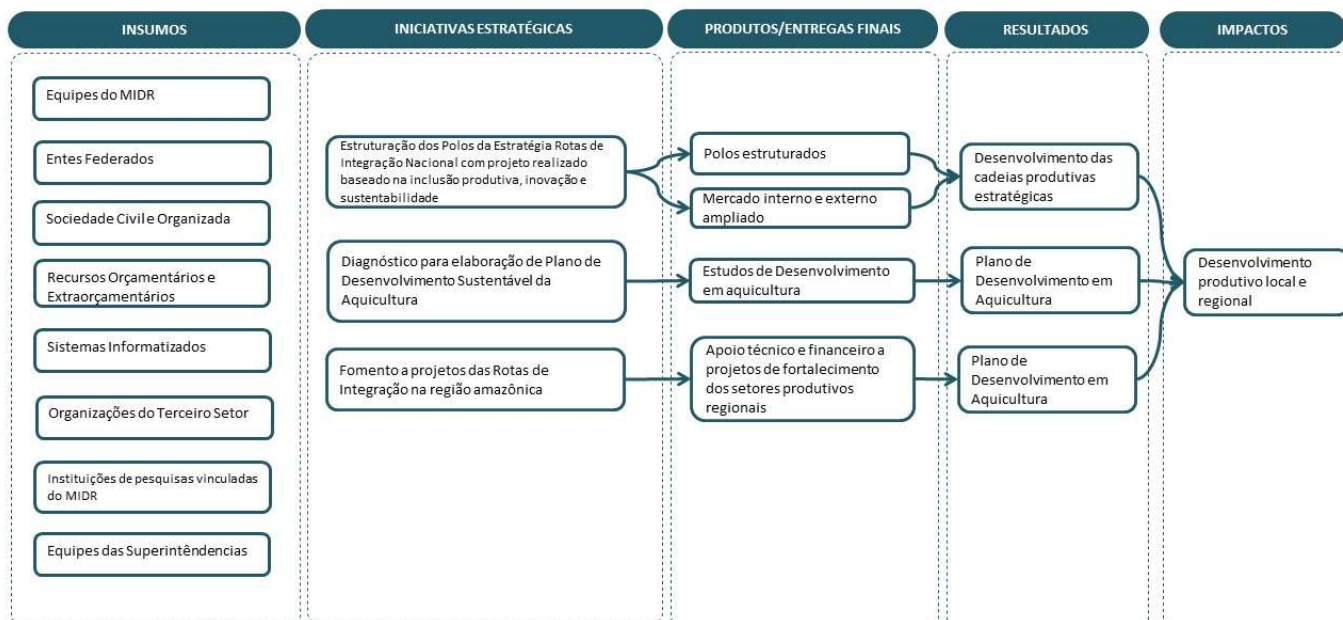 INSUMOS
INICIATIVAS ESTRATÉGICAS
PRODUTOS/ENTREGAS FINAIS
RESULTADOS
IMPACTOS
Equipes do MIDR
Entes Federados
Sociedade Civil e Organizada
Recursos Orçamentários e
Extraorçamentários
Sistemas Informatizados
Organizações do Terceiro Setor
Instituições de pesquisas vinculadas
do MIDR
Equipes das Superintêndencias
Estruturação dos Polos da Estratégia Rotas de
Integração Nacional com projeto realizado
baseado na inclusão produtiva, inovação e
sustentabilidade
Diagnóstico para elaboração de Plano de
Desenvolvimento Sustentável da
Aquicultura
Fomento a projetos das Rotas de
Integração na região amazônica
Polos estruturados
Mercado interno e externo
ampliado
Estudos de Desenvolvimento
em aquicultura
Apoio técnico e financeiro a
projetos de fortalecimento
dos setores produtivos
regionais
Desenvolvimento das
cadeias produtivas
estratégicas
Plano de
Desenvolvimento em
Aquicultura
Plano de
Desenvolvimento em
Aquicultura
Desenvolvimento
produtivo local e
regional